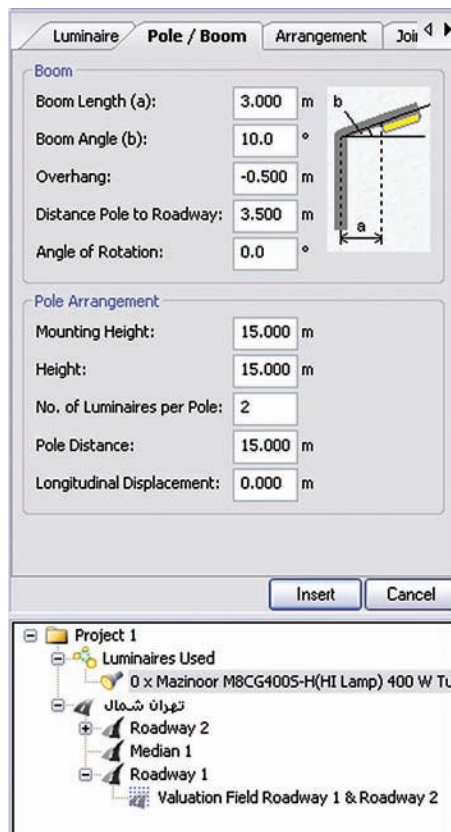 Luminaire Pole / Boom Arrangement
Boom
Boom Length (a): 3.000 m
Boom Angle (b): 10.0 °
Overhang: -0.500 m
Distance Pole to Roadway: 3.500 m
Angle of Rotation: 0.0 °
b
a
Pole Arrangement
Mounting Height: 15.000 m
Height: 15.000 m
No. of Luminaires per Pole: 2
Pole Distance: 15.000 m
Longitudinal Displacement: 0.000 m
Insert Cancel
Project 1
Luminaires Used
0 x Mazinoor M8CG400S-H(HI Lamp) 400 W Tu
تهران شمال
Roadway 2
Median 1
Roadway 1
Valuation Field Roadway 1 & Roadway 2